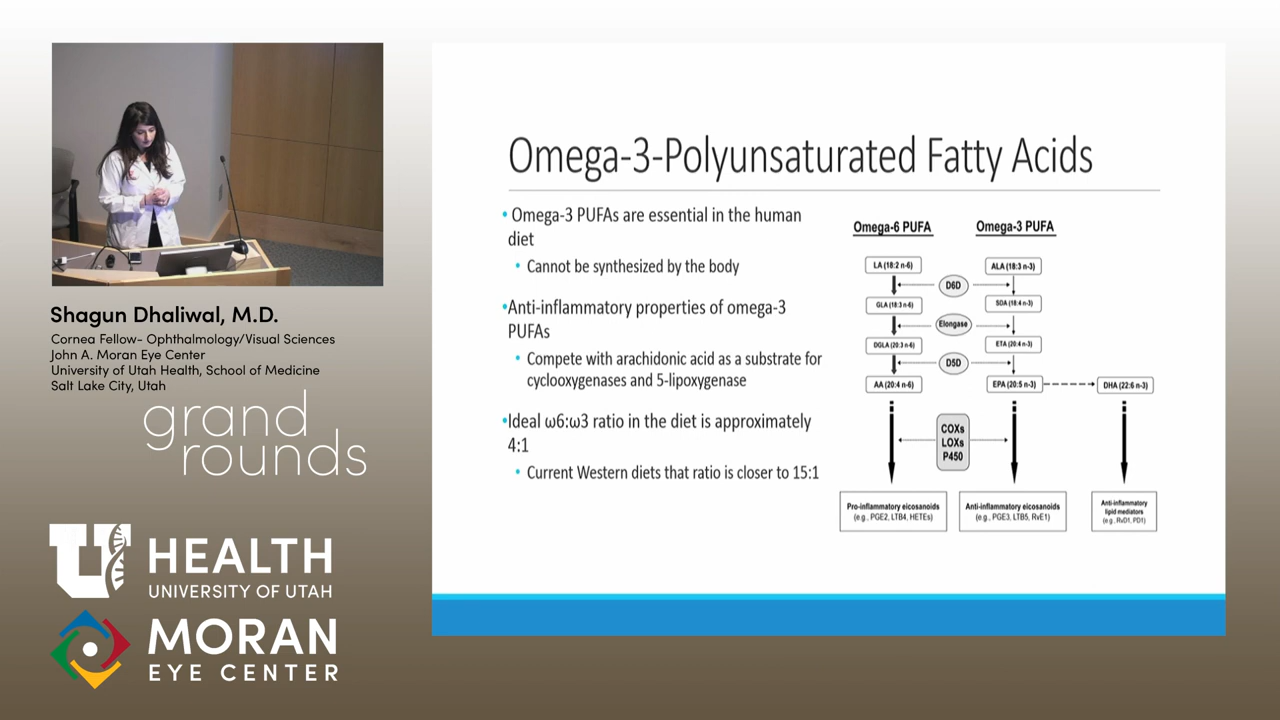 Shagun Dhaliwal, M.D.
Cornea Fellow- Ophthalmology/Visual Sciences
John A. Moran Eye Center
University of Utah Health, School of Medicine
Salt Lake City, Utah
grand
rounds
U
HEALTH
UNIVERSITY OF UTAH
MORAN
EYE CENTER
Omega-3-Polyunsaturated Fatty Acids
• Omega-3 PUFAs are essential in the human
diet
• Cannot be synthesized by the body
•Anti-inflammatory properties of omega-3
PUFAs
• Compete with arachidonic acid as a substrate for
cyclooxygenases and 5-lipoxygenase
•Ideal ω6:ω3 ratio in the diet is approximately
4:1
• Current Western diets that ratio is closer to 15:1
Omega-6 PUFA Omega-3 PUFA
LA (18:2 n-6) ALA (18:3 n-3)
D6D
GLA (18:3 n-6) SDA (18:4 n-3)
Elongase
DGLA (20:3 n-6) ETA (20:4 n-3)
D5D
AA (20:4 n-6) EPA (20:5 n-3) DHA (22:6 n-3)
COXs
LOXs
P450
Pro-inflammatory eicosanoids
(e.g., PGE2, LTB4, HETEs)
Anti-inflammatory eicosanoids
(e.g., PGE3, LTB5, RvE1)
Anti-inflammatory
lipid mediators
(e.g., RvD1, PD1)